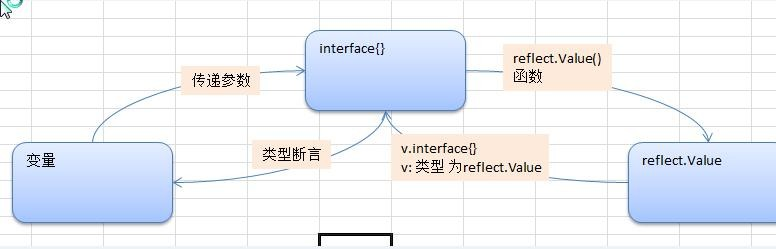 interface{}
reflect.Value()
函数
传递参数
变量
类型断言
v.interface{}
v: 类型 为reflect.Value
reflect.Value